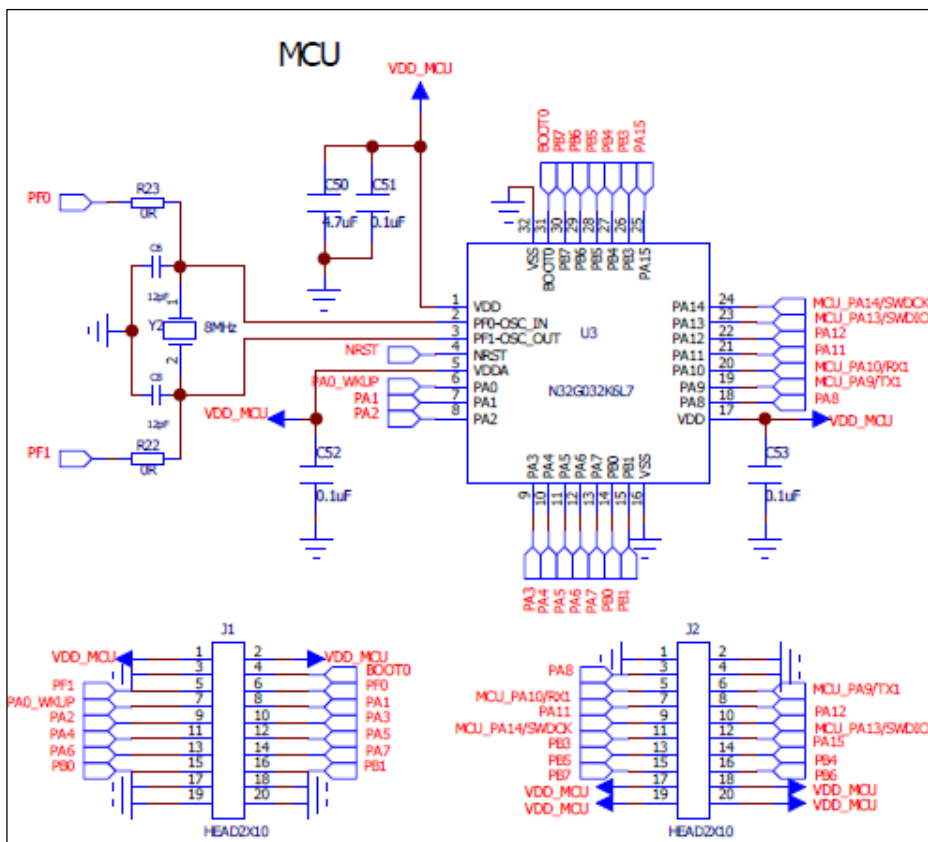 MCU
VDD_MCU
BOOT0
PB7
PB6
PB5
PB4
PB3
PA15
PF0
R23
0R
C50
4.7uF
C51
0.1uF
32 31 30 29 28 27 26 25
VSS BOOT0 PB7 PB6 PB5 PB4 PB3 PA15
12pF
1
Y2
8MHz
2
12pF
1 VDD
2 PF0-OSC_IN
3 PF1-OSC_OUT
NRST 4 NRST
5 VDDA
PA0_WKUP 6 PA0
PA1 7 PA1
PA2 8 PA2
U3
N32G032K6L7
PA14 24 MCU_PA14/SWDCK
PA13 23 MCU_PA13/SWDIO
PA12 22 PA12
PA11 21 PA11
PA10 20 MCU_PA10/RX1
PA9 19 MCU_PA9/TX1
PA8 18 PA8
VDD 17 VDD_MCU
VDD_MCU
PF1
R22
0R
C52
0.1uF
C53
0.1uF
PA3 PA4 PA5 PA6 PA7 PB0 PB1 VSS
9 10 11 12 13 14 15 16
PA3 PA4 PA5 PA6 PA7 PB0 PB1
J1
VDD_MCU 1 2 VDD_MCU
3 4 BOOT0
PF1 5 6 PF0
PA0_WKUP 7 8 PA1
PA2 9 10 PA3
PA4 11 12 PA5
PA6 13 14 PA7
PB0 15 16 PB1
17 18
19 20
HEAD2X10
J2
1 2
PA8 3 4
5 6 MCU_PA9/TX1
MCU_PA10/RX1 7 8
PA11 9 10 PA12
MCU_PA14/SWDCK 11 12 MCU_PA13/SWDIO
PB3 13 14 PA15
PB5 15 16 PB4
PB7 17 18 PB6
VDD_MCU 19 20 VDD_MCU
VDD_MCU VDD_MCU
HEAD2X10